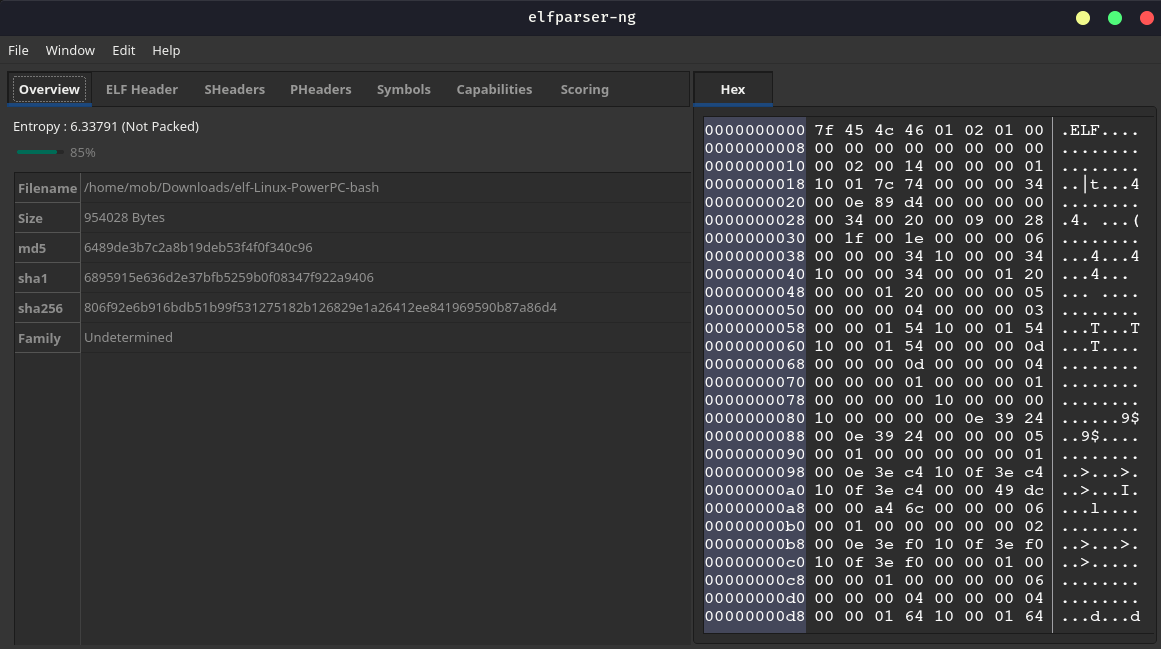 elfparser-ng
File Window Edit Help
Overview ELF Header SHeaders PHeaders Symbols Capabilities Scoring
Entropy : 6.33791 (Not Packed)
85%
Filename /home/mob/Downloads/elf-Linux-PowerPC-bash
Size 954028 Bytes
md5 6489de3b7c2a8b19deb53f4f0f340c96
sha1 6895915e636d2e37bfb5259b0f08347f922a9406
sha256 806f92e6b916bdb51b99f531275182b126829e1a26412ee841969590b87a86d4
Family Undetermined
Hex
0000000000 7f 45 4c 46 01 02 01 00 .ELF....
0000000008 00 00 00 00 00 00 00 00 ........
0000000010 00 02 00 14 00 00 00 01 ........
0000000018 10 01 7c 74 00 00 00 34 ..|t...4
0000000020 00 0e 89 d4 00 00 00 00 ........
0000000028 00 34 00 20 00 09 00 28 .4. ...(
0000000030 00 1f 00 1e 00 00 00 06 ........
0000000038 00 00 00 34 10 00 00 34 ...4...4
0000000040 10 00 00 34 00 00 01 20 ...4... 
0000000048 00 00 01 20 00 00 00 05 ... ....
0000000050 00 00 00 04 00 00 00 03 ........
0000000058 00 00 01 54 10 00 01 54 ...T...T
0000000060 10 00 01 54 00 00 00 0d ...T....
0000000068 00 00 00 0d 00 00 00 04 ........
0000000070 00 00 00 01 00 00 00 01 ........
0000000078 00 00 00 00 10 00 00 00 ........
0000000080 10 00 00 00 00 0e 39 24 ......9$
0000000088 00 0e 39 24 00 00 00 05 ..9$....
0000000090 00 01 00 00 00 00 00 01 ........
0000000098 00 0e 3e c4 10 0f 3e c4 ..>...>.
00000000a0 10 0f 3e c4 00 00 49 dc ..>...I.
00000000a8 00 00 a4 6c 00 00 00 06 ...l....
00000000b0 00 01 00 00 00 00 00 02 ........
00000000b8 00 0e 3e f0 10 0f 3e f0 ..>...>.
00000000c0 10 0f 3e f0 00 00 01 00 ..>.....
00000000c8 00 00 01 00 00 00 00 06 ........
00000000d0 00 00 00 04 00 00 00 04 ........
00000000d8 00 00 01 64 10 00 01 64 ...d...d